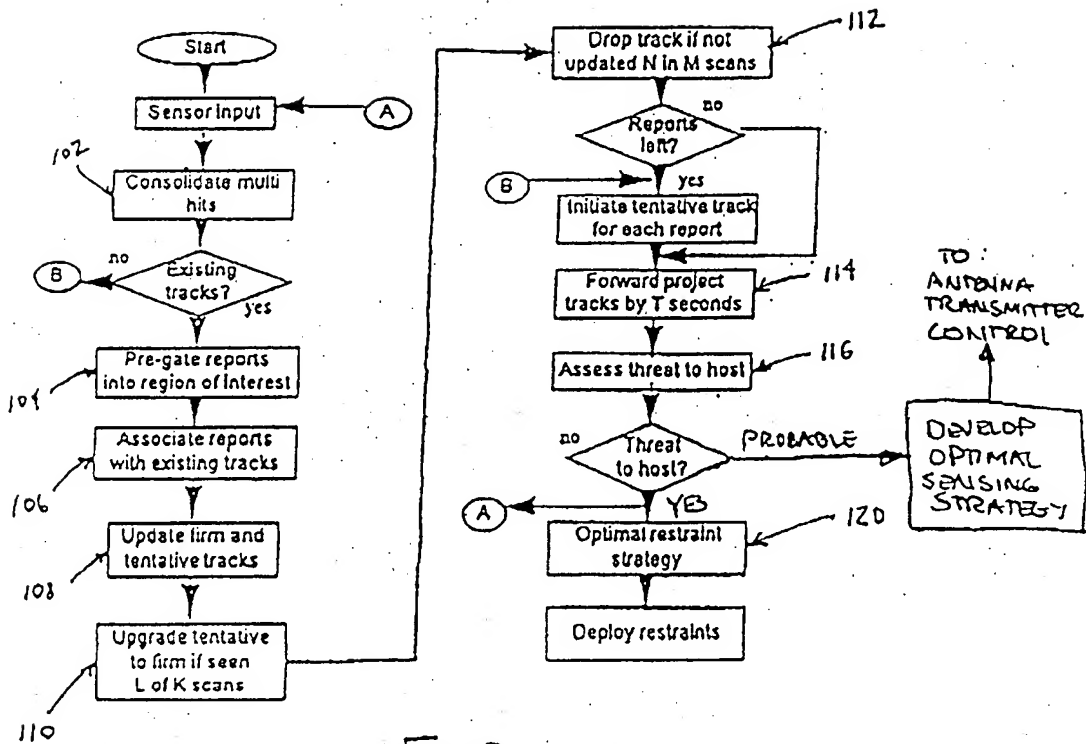 Start
Sensor input
A
102
Consolidate multi
hits
no
B
Existing
tracks?
yes
Pre-gate reports
into region of interest
104
Associate reports
with existing tracks
106
Update firm and
tentative tracks
108
Upgrade tentative
to firm if seen
L of K scans
110
112
Drop track if not
updated N in M scans
no
Reports
left?
B
yes
Initiate tentative track
for each report
Forward project
tracks by T seconds
114
116
Assess threat to host
no
Threat
to host?
PROBABLE
A
YES
Optimal restraint
strategy
120
Deploy restraints
TO:
ANTENNA
TRANSMITTER
CONTROL
DEVELOP
OPTIMAL
SENSING
STRATEGY